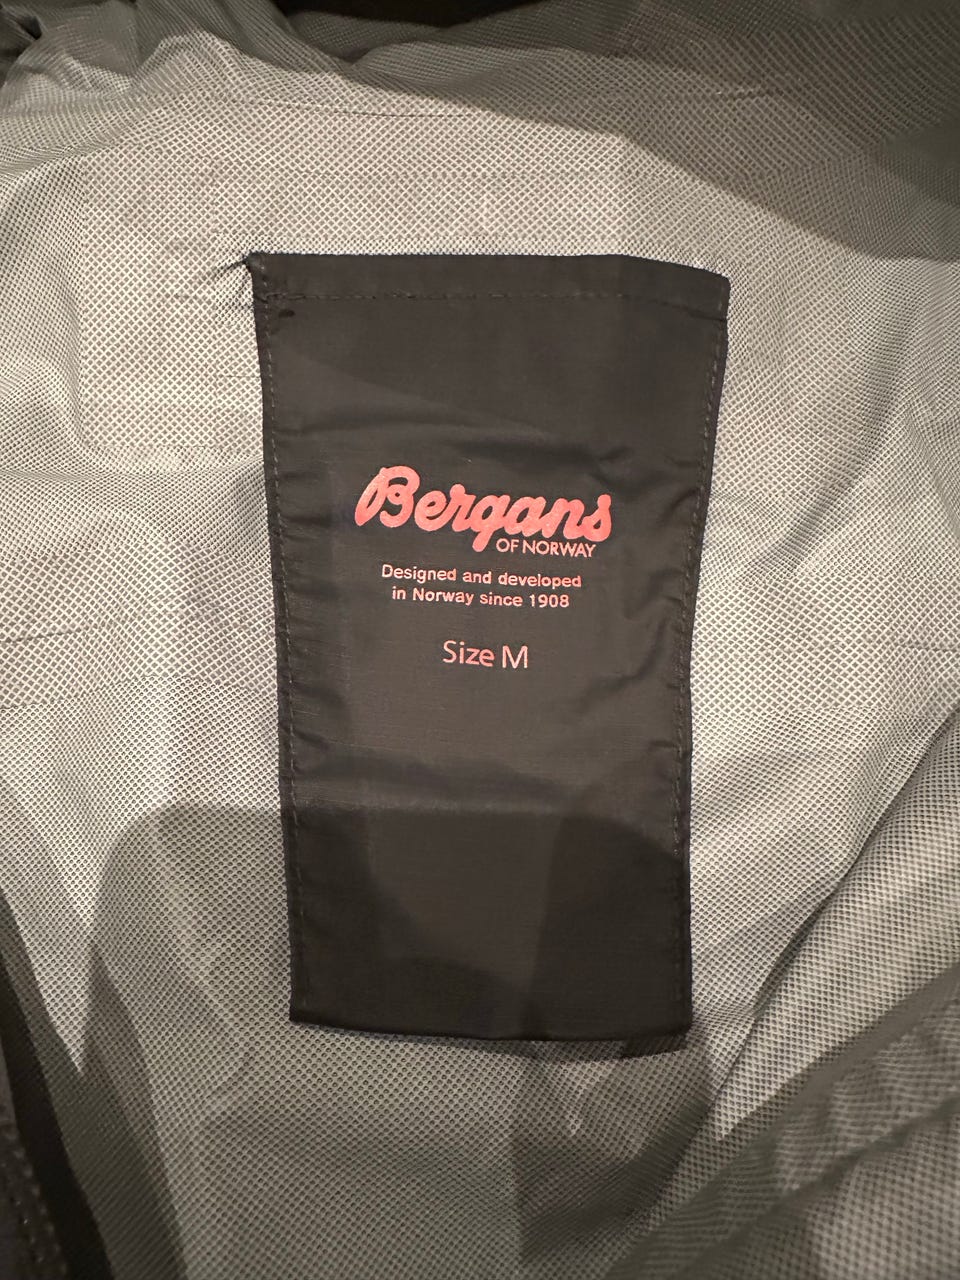 Bergans
OF NORWAY
Designed and developed
in Norway since 1908
Size M